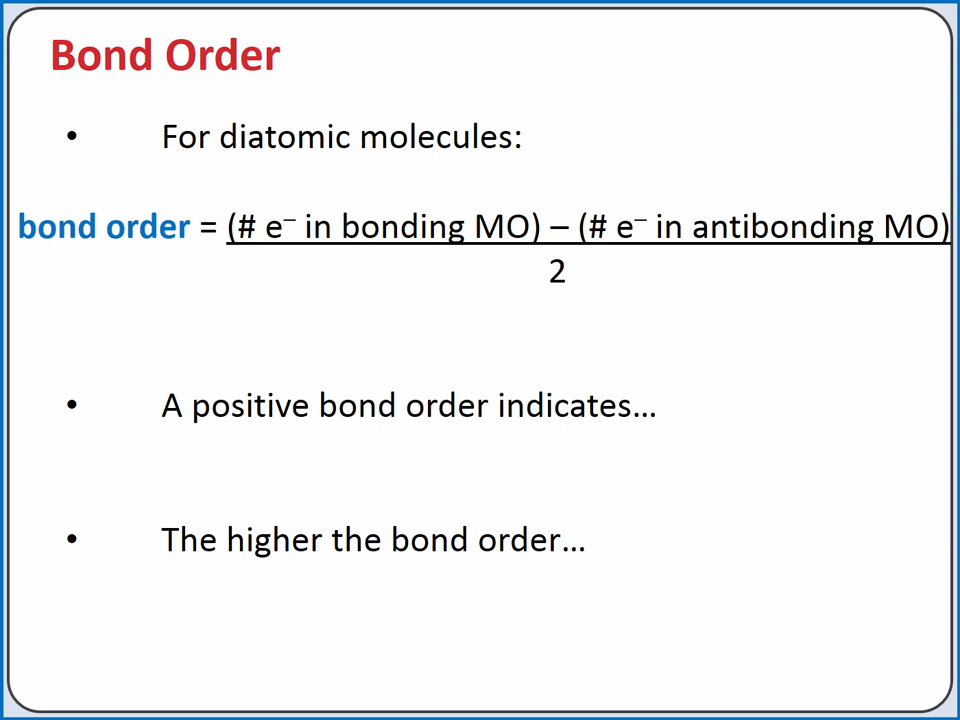 Bond Order
• For diatomic molecules:
bond order = (# e⁻ in bonding MO) – (# e⁻ in antibonding MO)
2
• A positive bond order indicates…
• The higher the bond order…